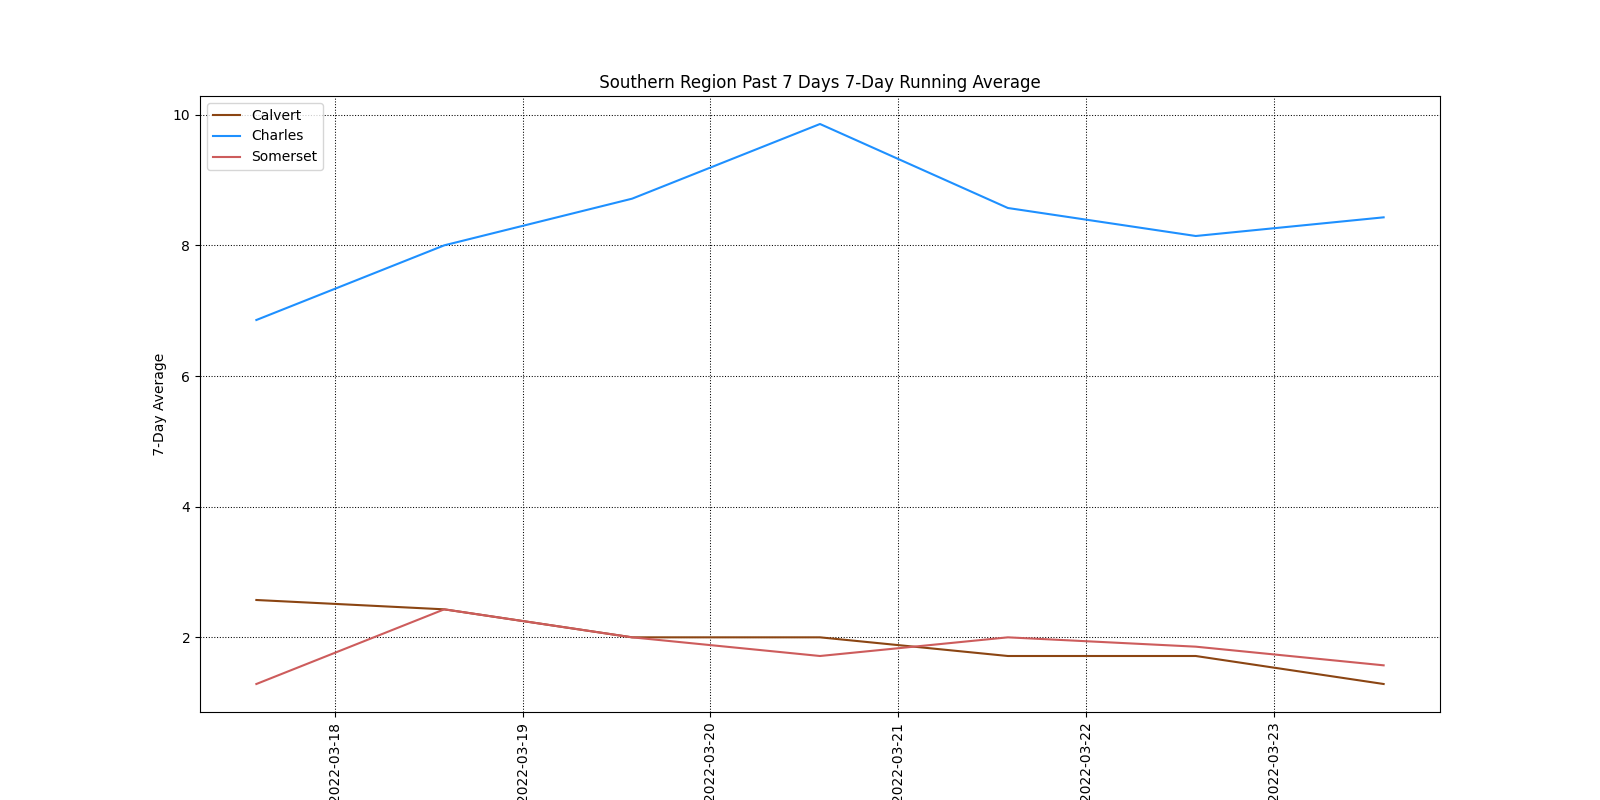 Southern Region Past 7 Days 7-Day Running Average
Calvert
Charles
Somerset
7-Day Average
10
8
6
4
2
2022-03-18
2022-03-19
2022-03-20
2022-03-21
2022-03-22
2022-03-23